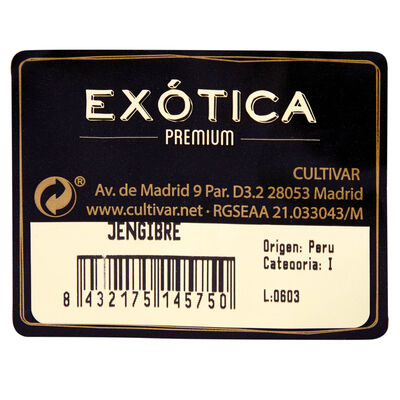 EXÓTICA
PREMIUM
CULTIVAR
®
Av. de Madrid 9 Par. D3.2 28053 Madrid
www.cultivar.net · RGSEAA 21.033043/M
JENGIBRE
Origen: Peru
Categoria: I
8 432175 145750
L:0603